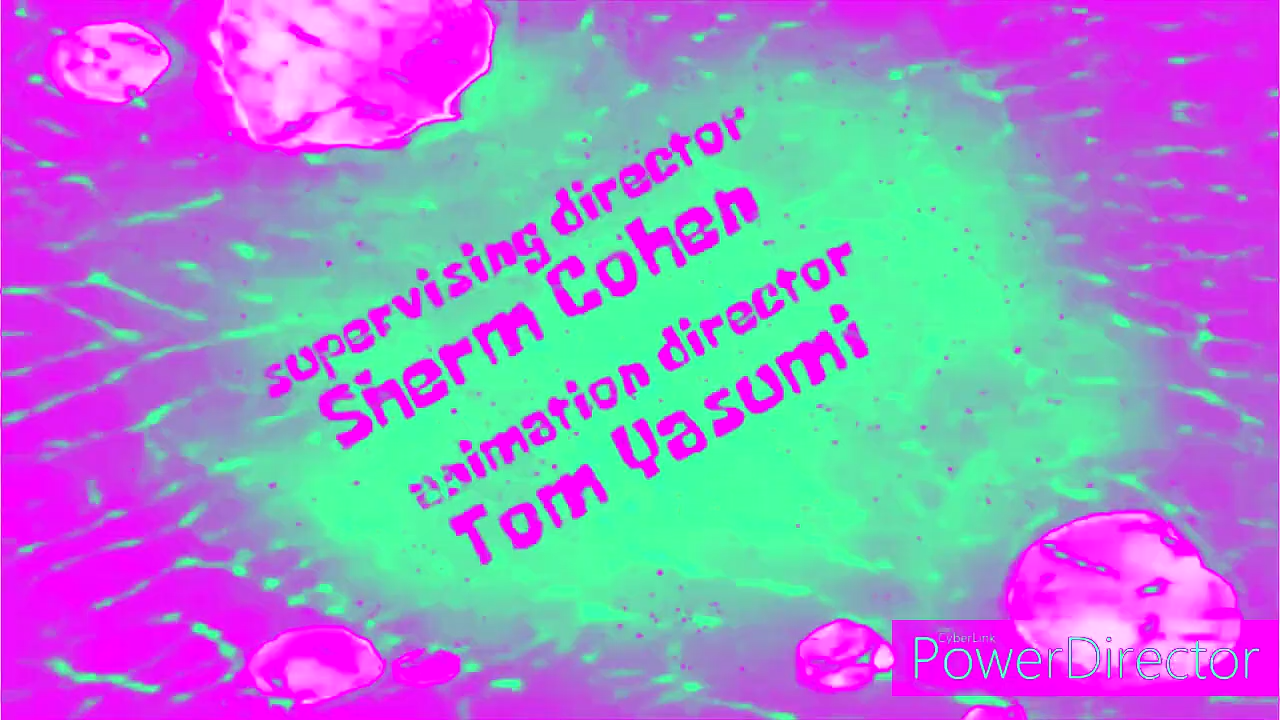 supervising director
Sherm Cohen
animation director
Tom Yasumi
CyberLink
PowerDirector